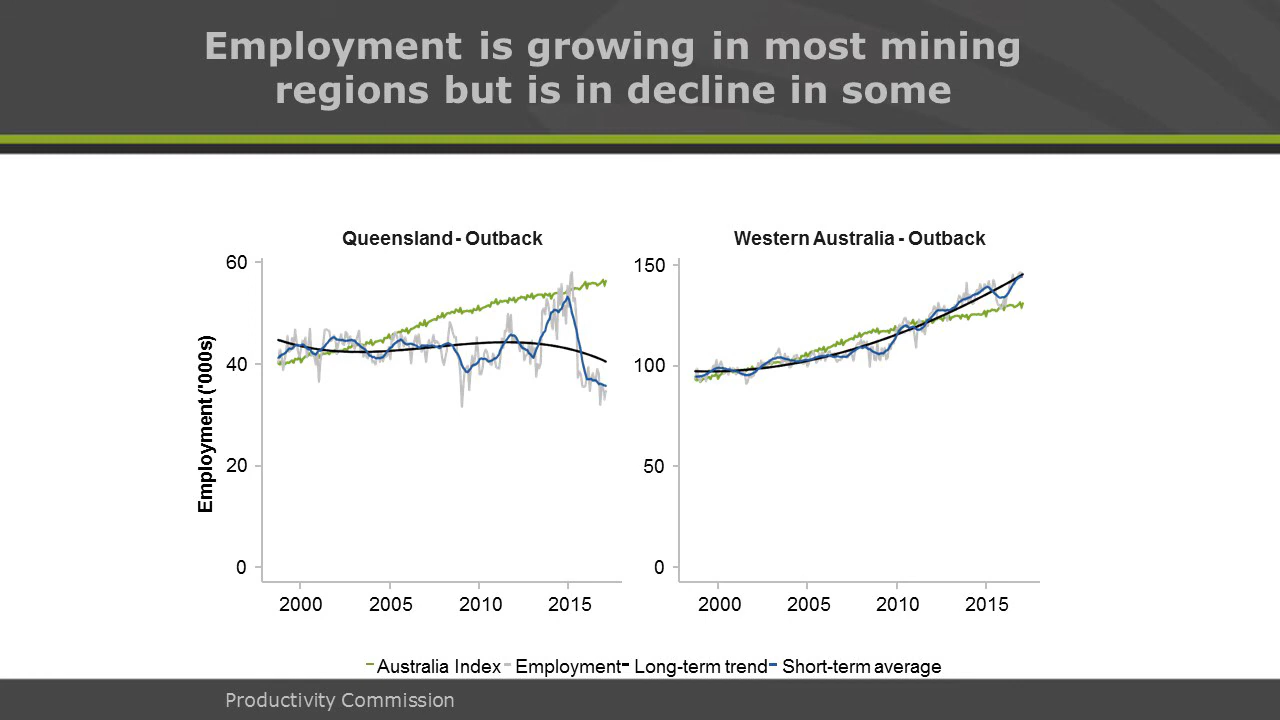 Employment is growing in most mining
regions but is in decline in some
Queensland - Outback
Western Australia - Outback
Employment ('000s)
60
40
20
0
2000 2005 2010 2015
150
100
50
0
2000 2005 2010 2015
Australia Index Employment Long-term trend Short-term average
Productivity Commission